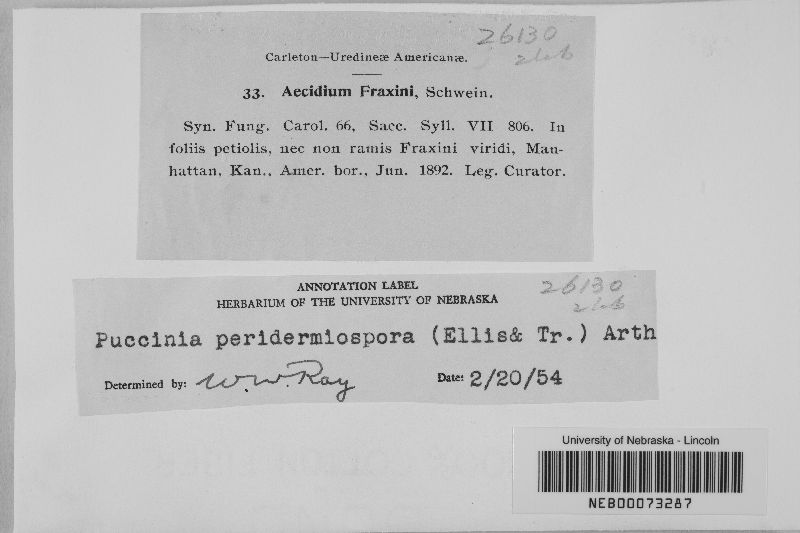 26130
Carleton—Uredineæ Americanæ.
33. Aecidium Fraxini, Schwein.
Syn. Fung. Carol. 66, Sacc. Syll. VII 806. In
foliis petiolis, nec non ramis Fraxini viridi, Man-
hattan, Kan., Amer. bor., Jun. 1892. Leg. Curator.
ANNOTATION LABEL
26130
HERBARIUM OF THE UNIVERSITY OF NEBRASKA
Puccinia peridermiospora (Ellis& Tr.) Arth
Determined by: W.W. Ray Date: 2/20/54
University of Nebraska - Lincoln
NEB00073287